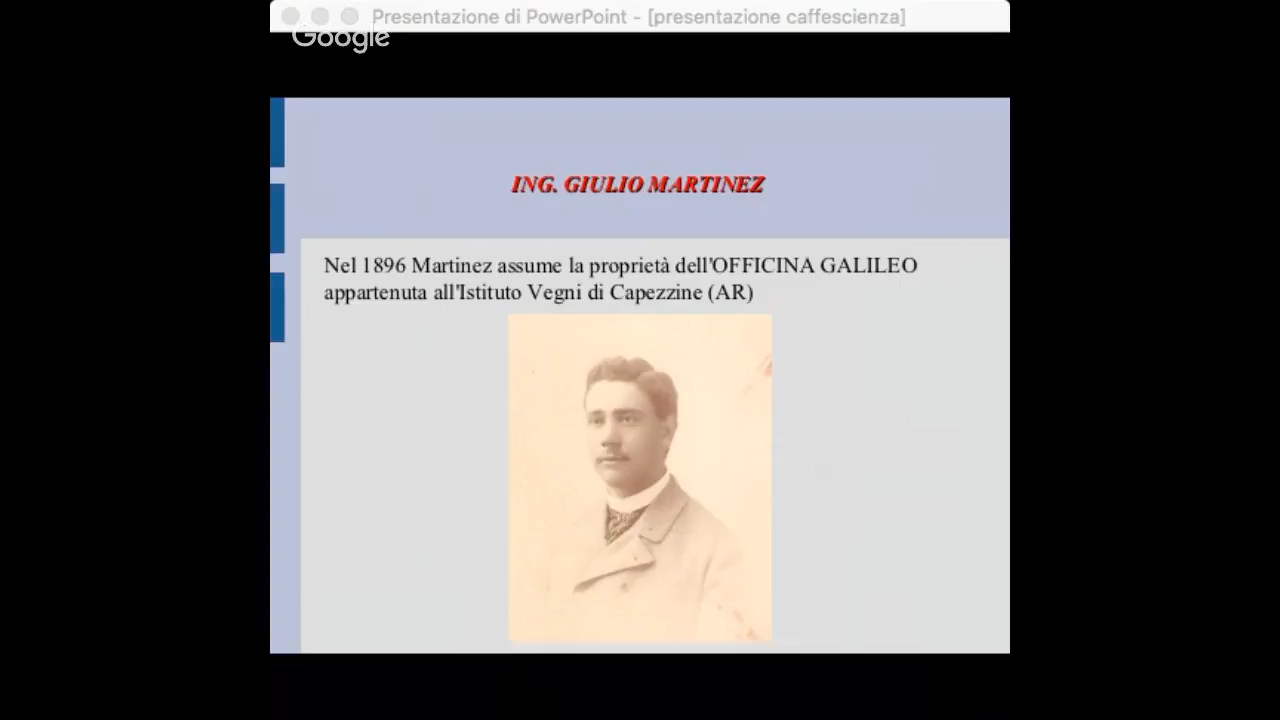 Presentazione di PowerPoint - [presentazione caffescienza]
Google
ING. GIULIO MARTINEZ
Nel 1896 Martinez assume la proprietà dell'OFFICINA GALILEO
appartenuta all'Istituto Vegni di Capezzine (AR)